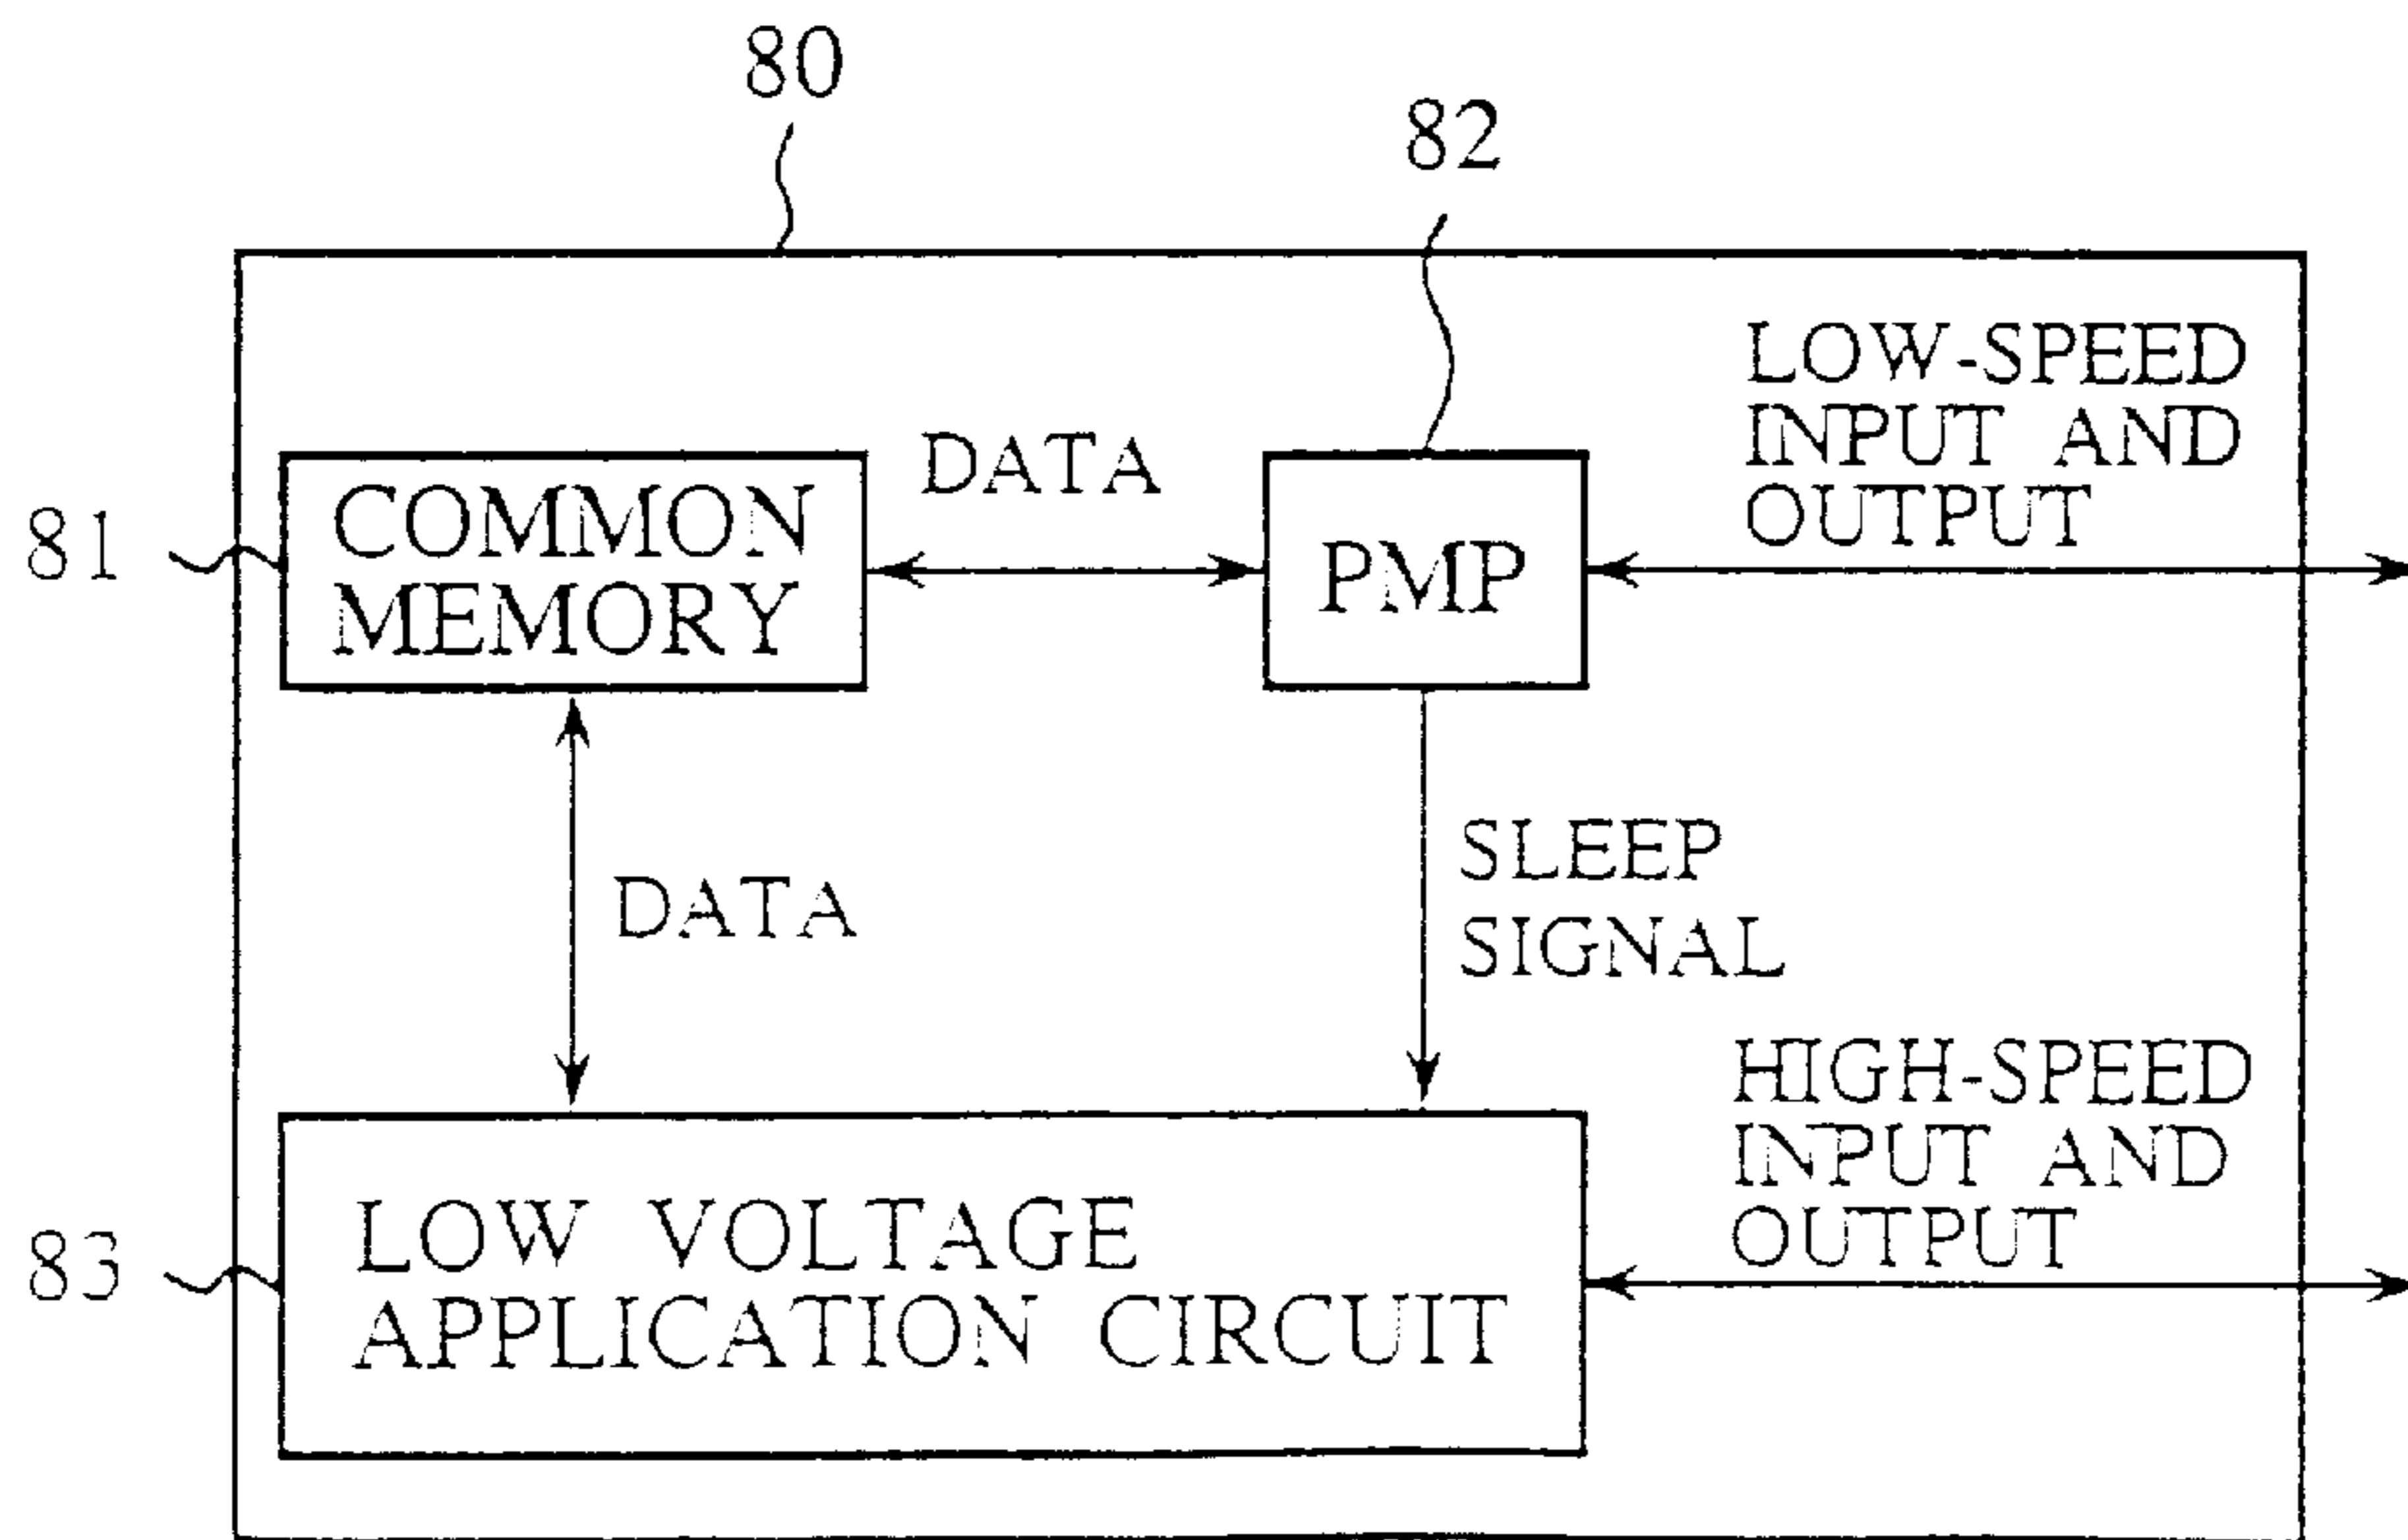 80
82
LOW-SPEED
INPUT AND
OUTPUT
DATA
81
COMMON
MEMORY
PMP
DATA
SLEEP
SIGNAL
HIGH-SPEED
INPUT AND
OUTPUT
83
LOW VOLTAGE
APPLICATION CIRCUIT